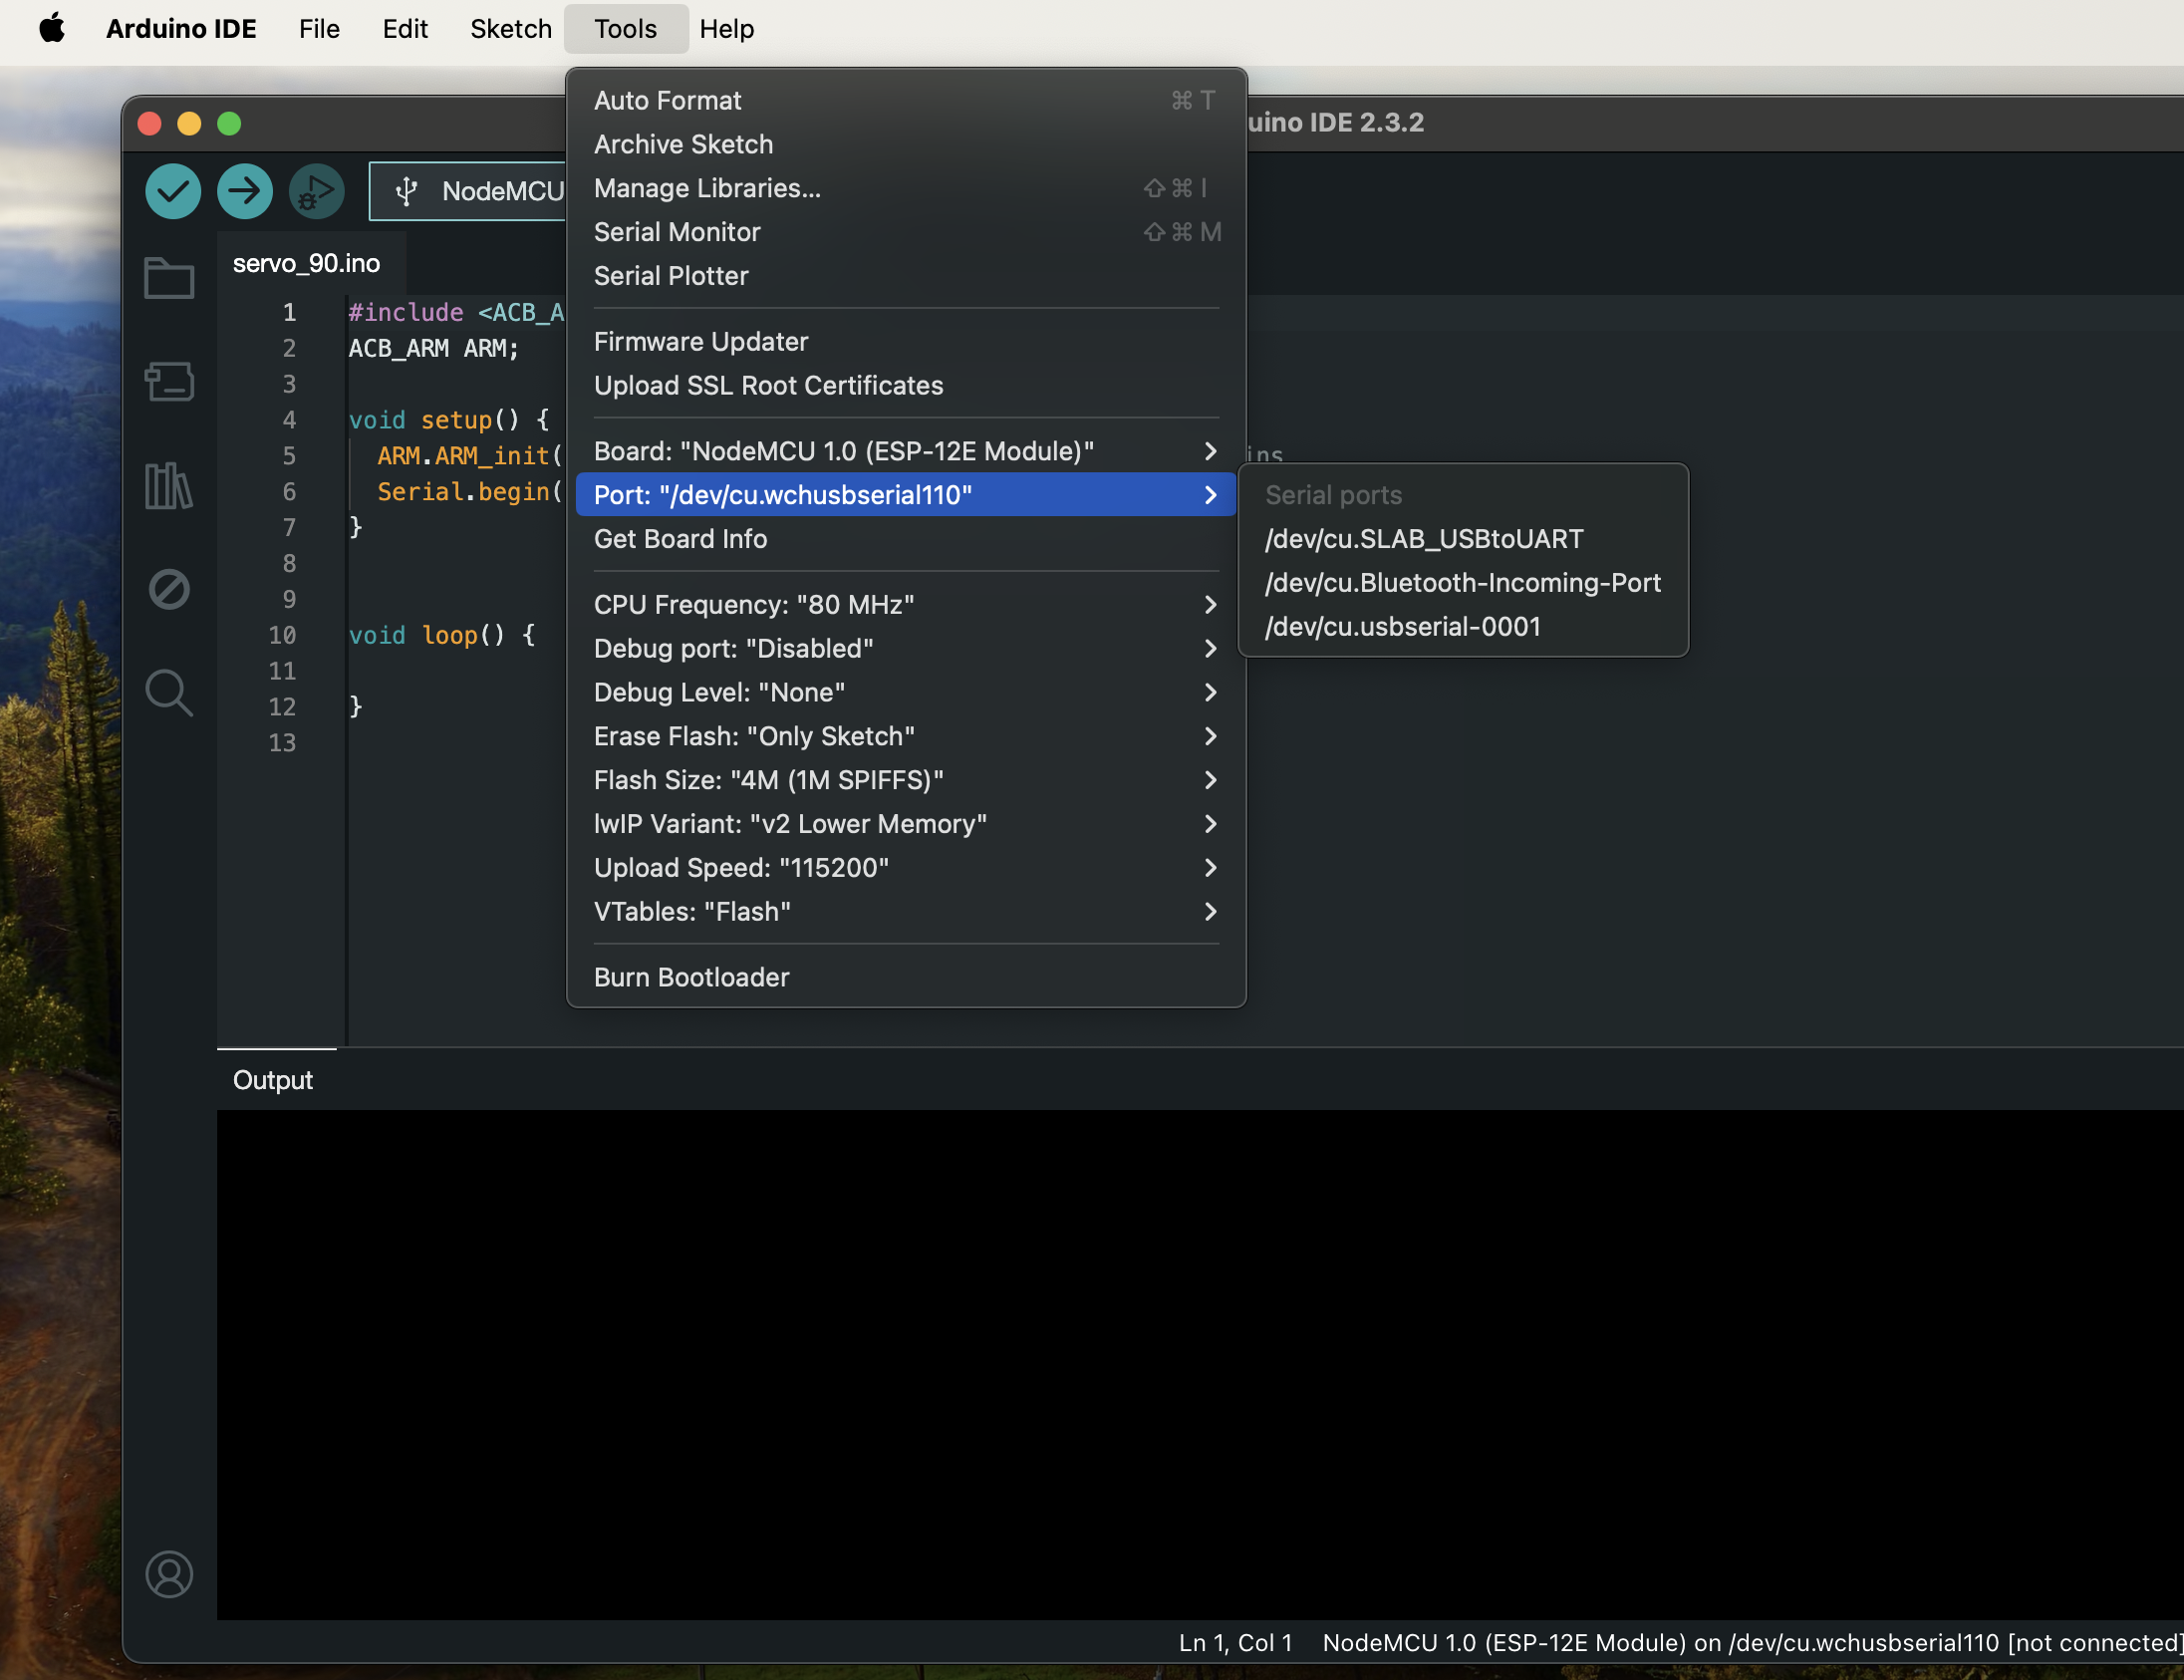 Arduino IDE File Edit Sketch Tools Help
uino IDE 2.3.2
NodeMCU
servo_90.ino
1 #include <ACB_A
2 ACB_ARM ARM;
3
4 void setup() {
5 ARM.ARM_init(
6 Serial.begin(
7 }
8
9
10 void loop() {
11
12 }
13
ins
Auto Format ⌘ T
Archive Sketch
Manage Libraries... ⇧ ⌘ I
Serial Monitor ⇧ ⌘ M
Serial Plotter
Firmware Updater
Upload SSL Root Certificates
Board: "NodeMCU 1.0 (ESP-12E Module)"
Port: "/dev/cu.wchusbserial110"
Get Board Info
CPU Frequency: "80 MHz"
Debug port: "Disabled"
Debug Level: "None"
Erase Flash: "Only Sketch"
Flash Size: "4M (1M SPIFFS)"
lwIP Variant: "v2 Lower Memory"
Upload Speed: "115200"
VTables: "Flash"
Burn Bootloader
Serial ports
/dev/cu.SLAB_USBtoUART
/dev/cu.Bluetooth-Incoming-Port
/dev/cu.usbserial-0001
Output
Ln 1, Col 1 NodeMCU 1.0 (ESP-12E Module) on /dev/cu.wchusbserial110 [not connected]